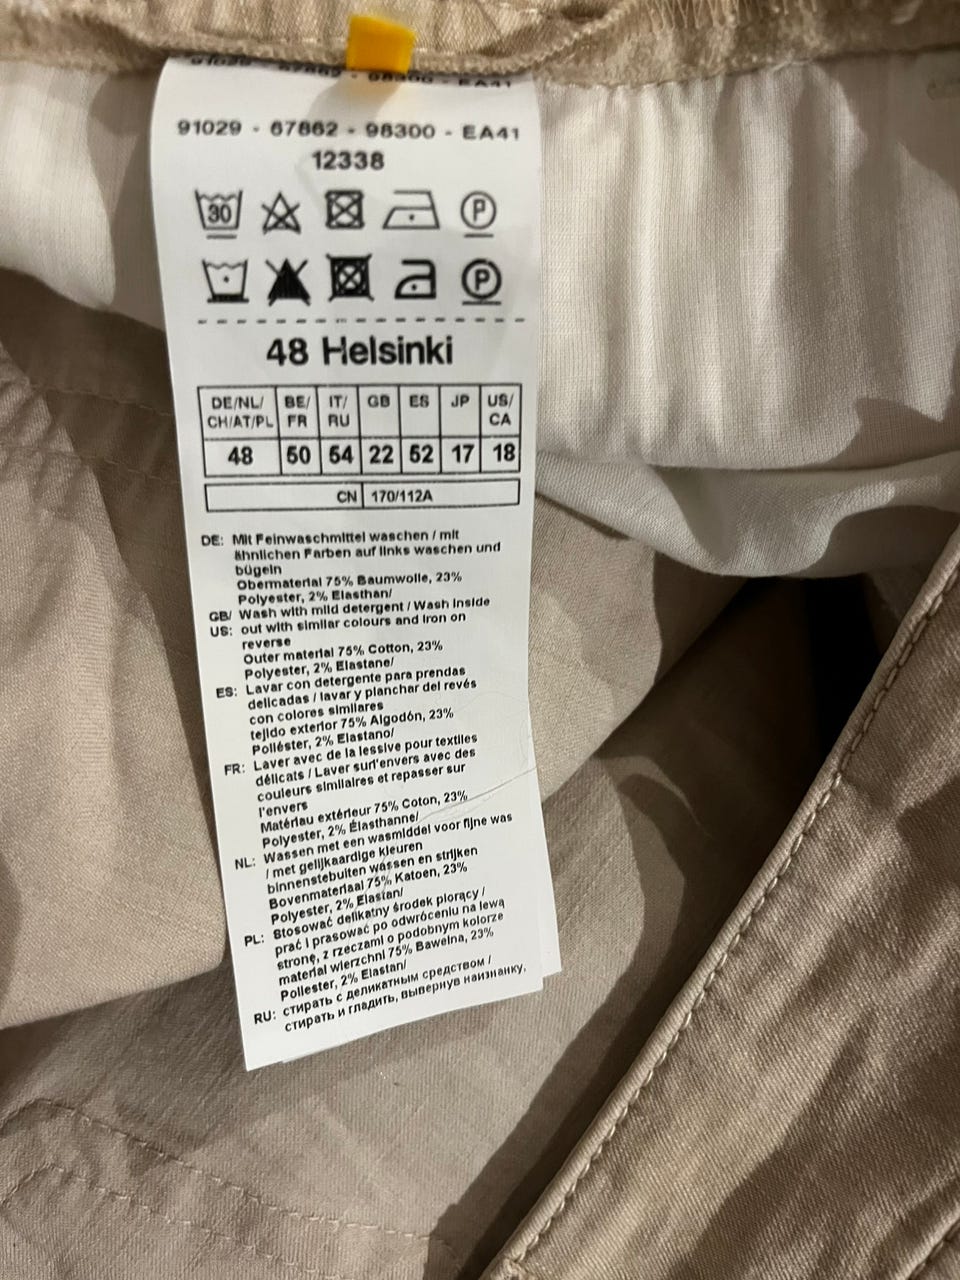 91029 - 67862 - 98300 - EA41
91029 - 67862 - 98300 - EA41
12338
30 P
P
48 Helsinki
DE/NL/ BE/ IT/ GB ES JP US/
CH/AT/PL FR RU CA
48 50 54 22 52 17 18
CN 170/112A
DE: Mit Feinwaschmittel waschen / mit
ähnlichen Farben auf links waschen und
bügeln
Obermaterial 75% Baumwolle, 23%
Polyester, 2% Elasthan/
GB/ Wash with mild detergent / Wash inside
US: out with similar colours and iron on
reverse
Outer material 75% Cotton, 23%
Polyester, 2% Elastane/
ES: Lavar con detergente para prendas
delicadas / lavar y planchar del revés
con colores similares
tejido exterior 75% Algodón, 23%
Poliéster, 2% Elastano/
FR: Laver avec de la lessive pour textiles
délicats / Laver surl'envers avec des
couleurs similaires et repasser sur
l'envers
Matériau extérieur 75% Coton, 23%
Polyester, 2% Élasthanne/
NL: Wassen met een wasmiddel voor fijne was
/ met gelijkaardige kleuren
binnenstebuiten wassen en strijken
Bovenmateriaal 75% Katoen, 23%
Polyester, 2% Elastan/
PL: Stosować delikatny środek piorący /
prać i prasować po odwróceniu na lewą
stronę, z rzeczami o podobnym kolorze
materiał wierzchni 75% Bawełna, 23%
Poliester, 2% Elastan/
RU: стирать с деликатным средством /
стирать и гладить, вывернув наизнанку,